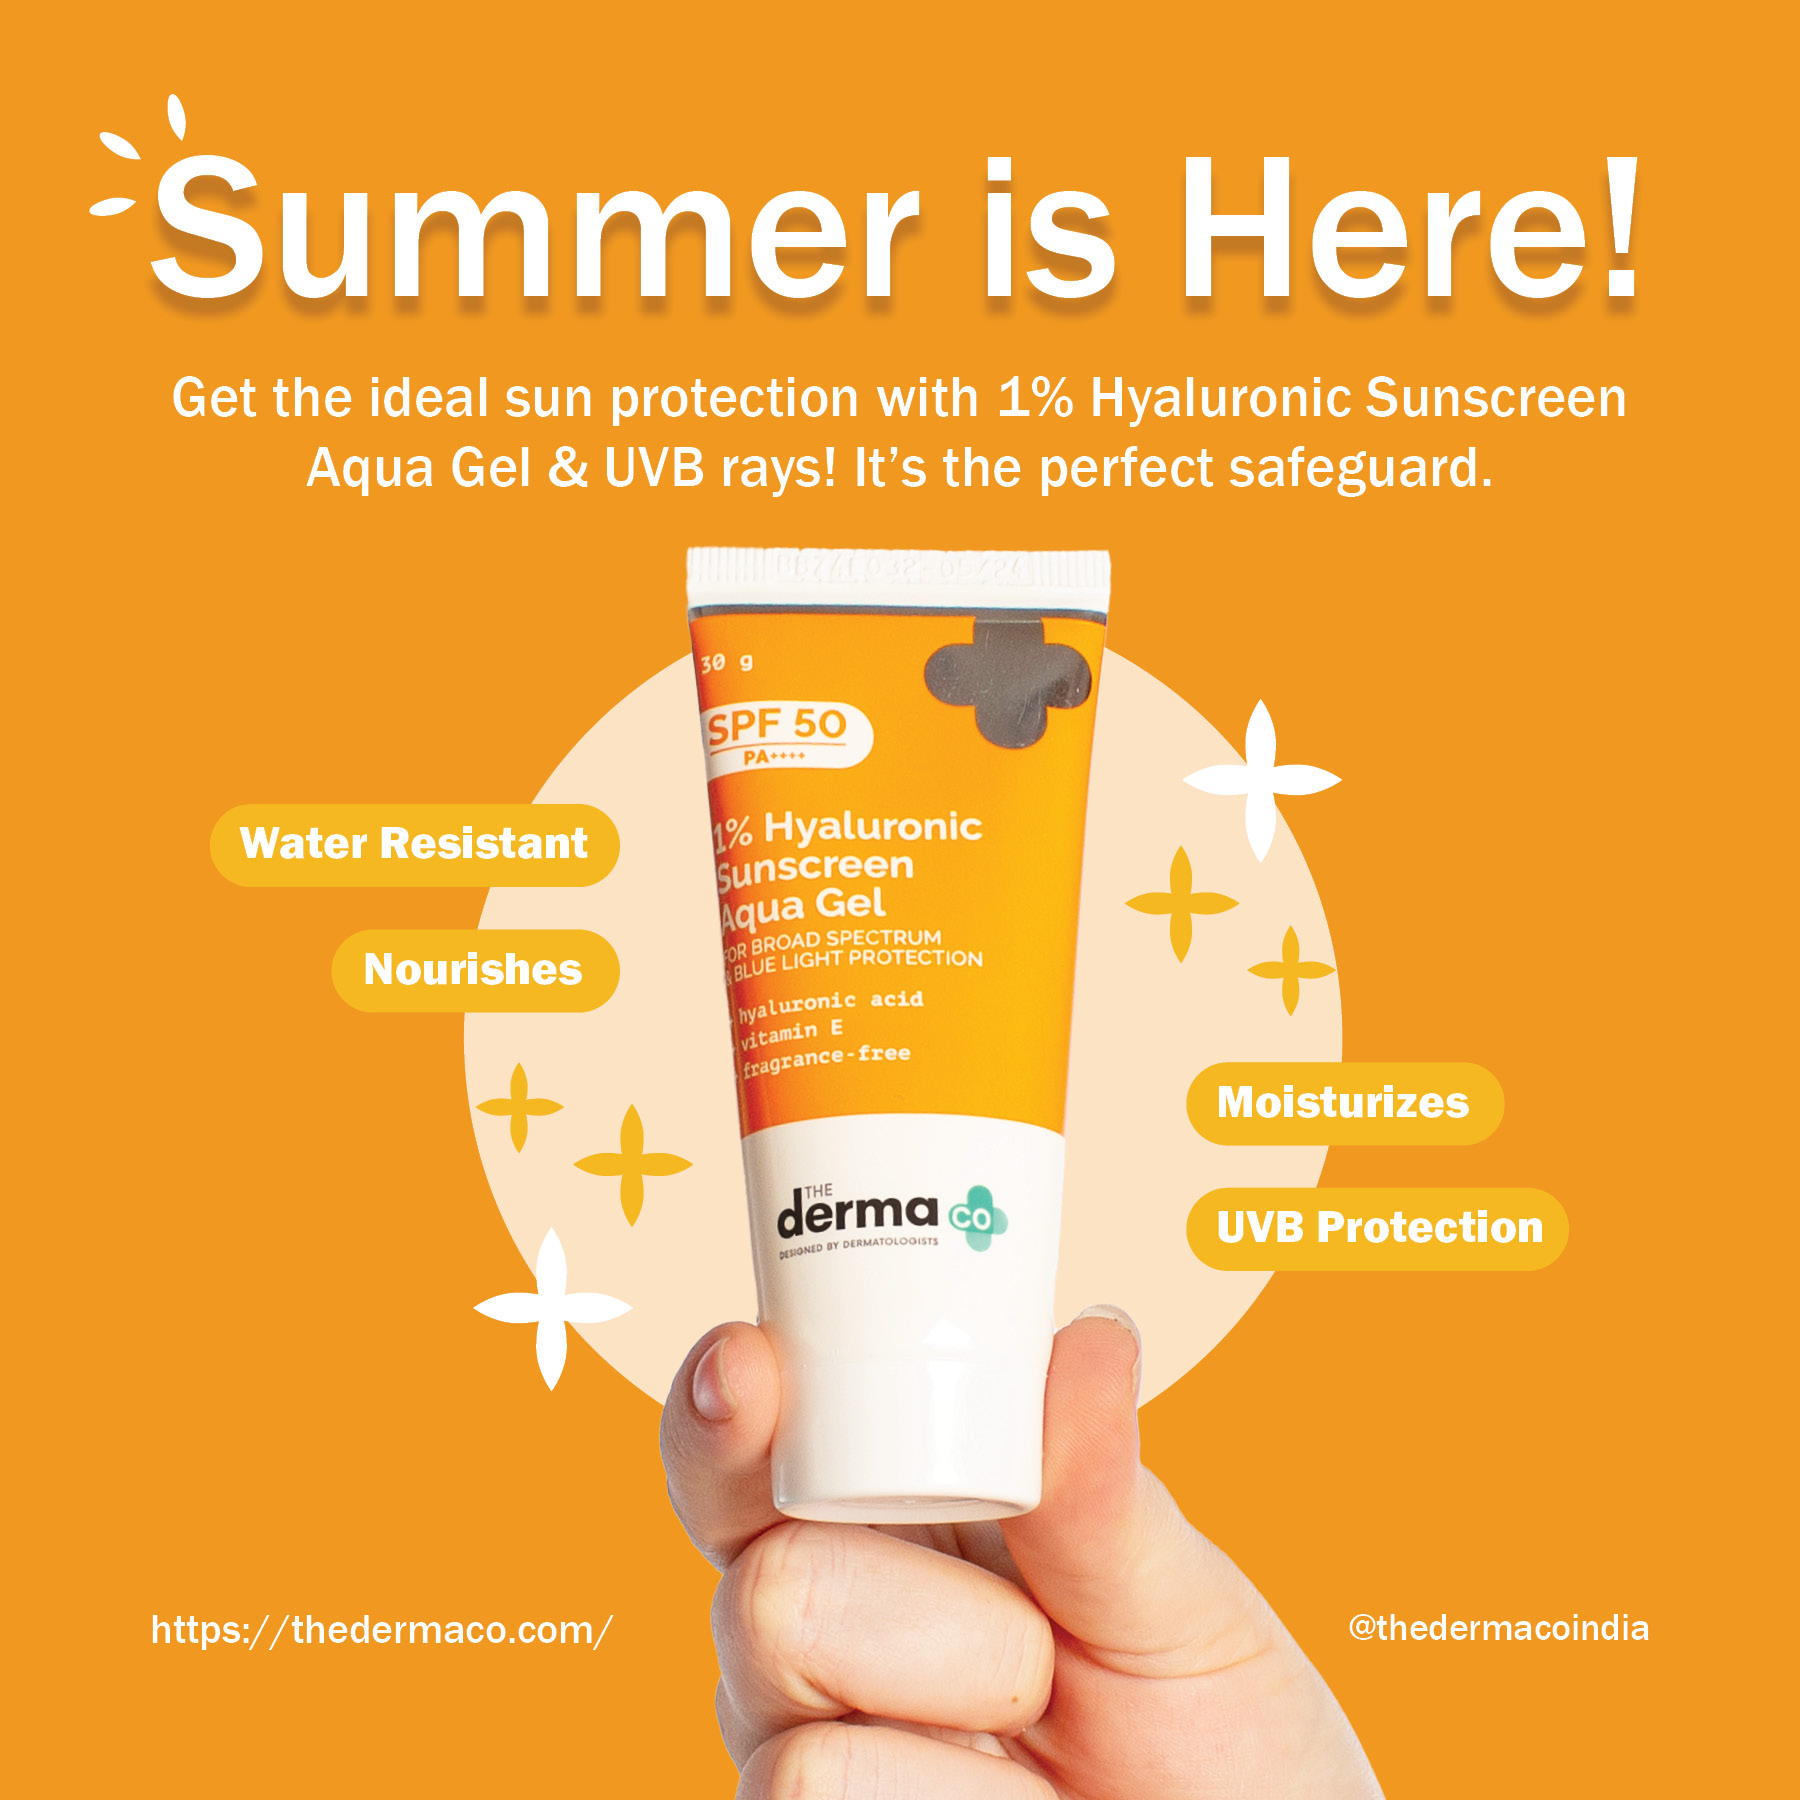 Summer is Here!
Get the ideal sun protection with 1% Hyaluronic Sunscreen
Aqua Gel & UVB rays! It's the perfect safeguard.
30 g
SPF 50
PA++++
1% Hyaluronic
Sunscreen
Aqua Gel
FOR BROAD SPECTRUM
& BLUE LIGHT PROTECTION
+ hyaluronic acid
+ vitamin E
+ fragrance-free
THE
derma co
DESIGNED BY DERMATOLOGISTS
Water Resistant
Nourishes
Moisturizes
UVB Protection
https://thedermaco.com/
@thedermacoindia